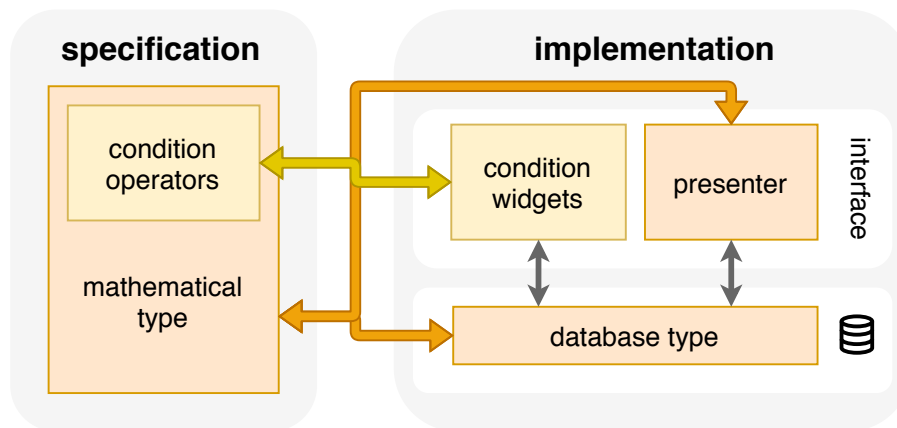 specification
implementation
condition
operators
mathematical
type
condition
widgets
presenter
interface
database type